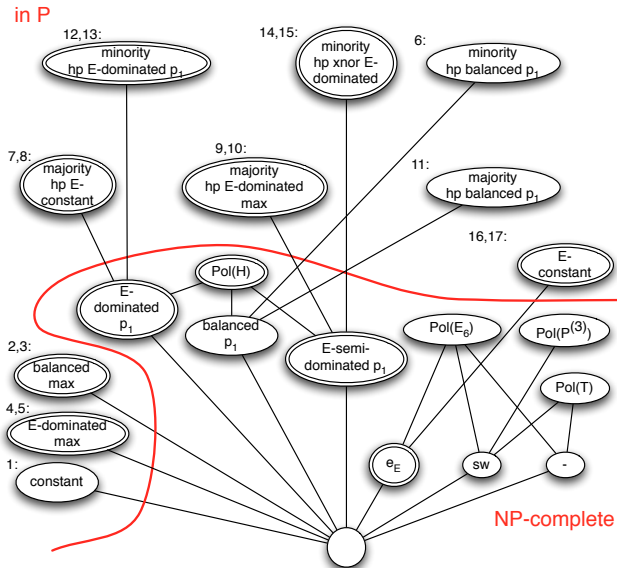 in P
12,13:
minority
hp E-dominated p₁
14,15:
minority
hp xnor E-
dominated
6:
minority
hp balanced p₁
7,8:
majority
hp E-
constant
9,10:
majority
hp E-dominated
max
11:
majority
hp balanced p₁
16,17:
E-
constant
E-
dominated
p₁
Pol(H)
balanced
p₁
E-semi-
dominated p₁
Pol(E₆)
Pol(P⁽³⁾)
Pol(T)
2,3:
balanced
max
4,5:
E-dominated
max
1:
constant
e_E
sw
-
NP-complete